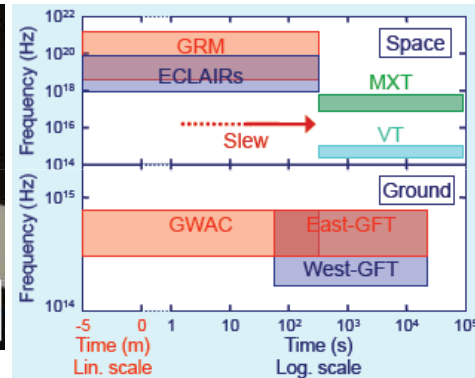 Frequency (Hz)
10²²
10²⁰
10¹⁸
10¹⁶
10¹⁴
GRM
Space
ECLAIRs
MXT
Slew
VT
Frequency (Hz)
10¹⁵
10¹⁴
Ground
GWAC
East-GFT
West-GFT
-5 0 1 10 10² 10³ 10⁴ 10⁵
Time (m) Time (s)
Lin. scale Log. scale